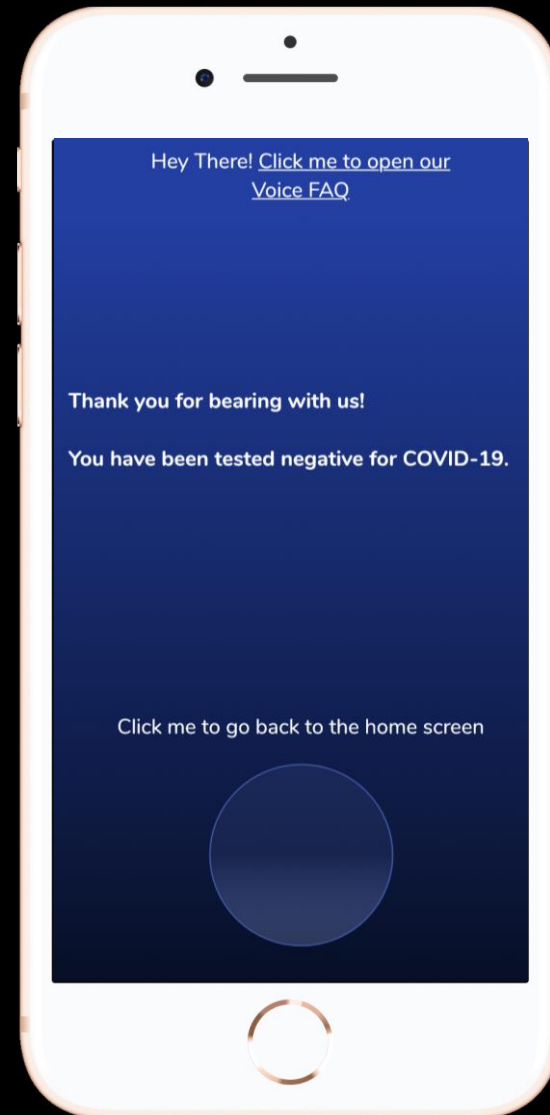 Hey There! Click me to open our
Voice FAQ
Thank you for bearing with us!
You have been tested negative for COVID-19.
Click me to go back to the home screen